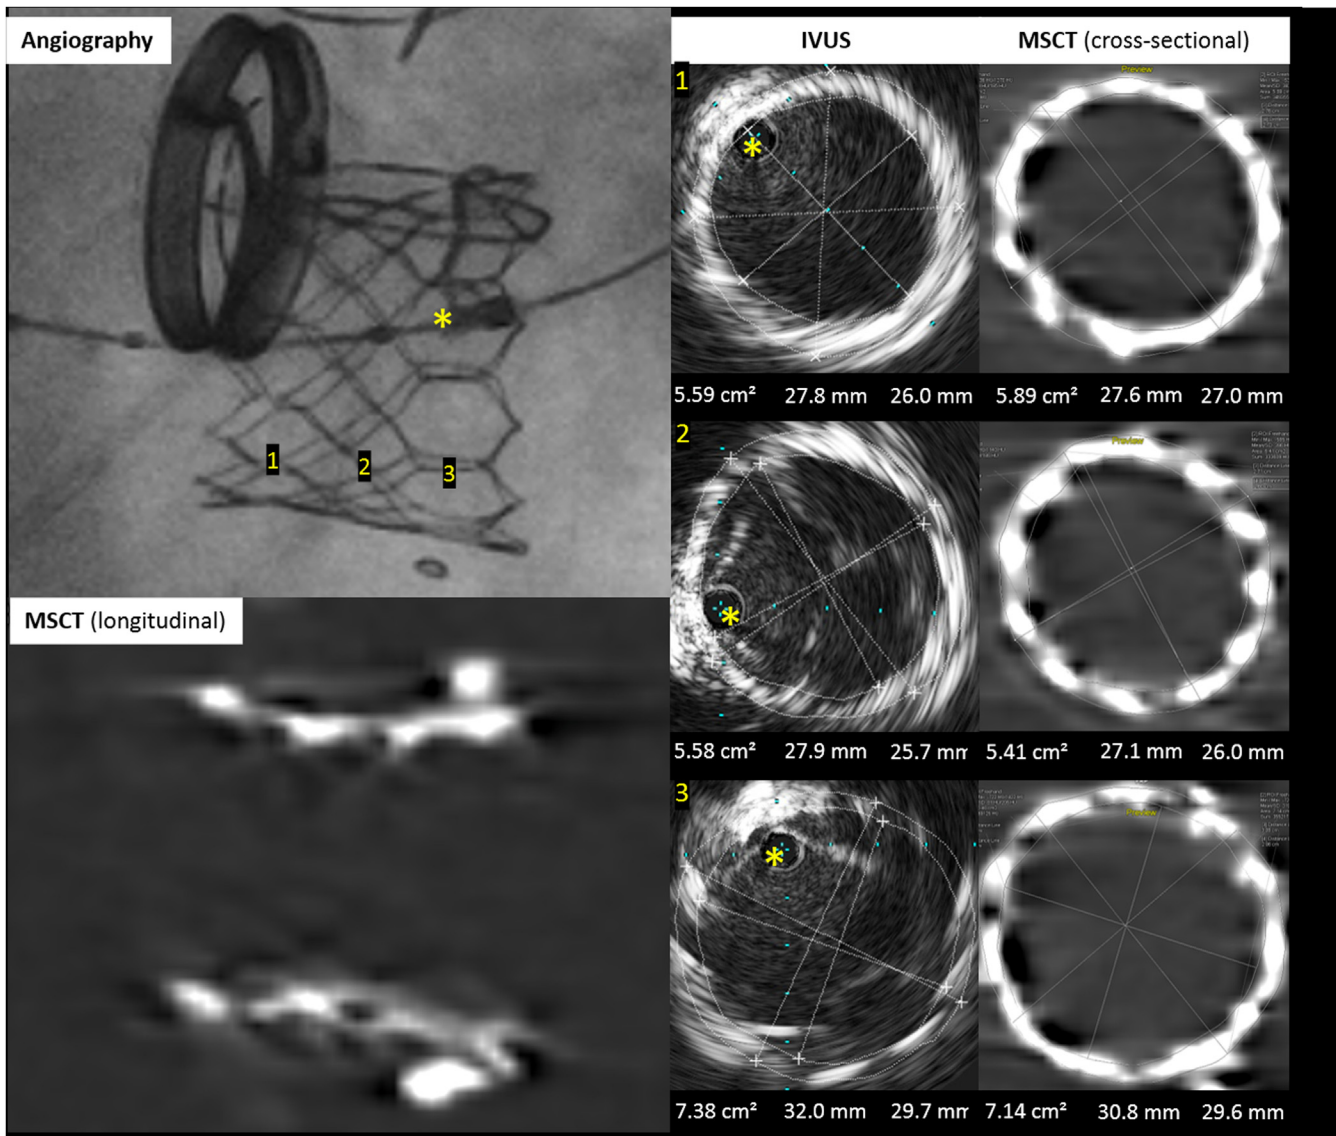 Angiography
IVUS
MSCT (cross-sectional)
1
*
Preview
5.59 cm² 27.8 mm 26.0 mm
5.89 cm² 27.6 mm 27.0 mm
*
1
2
3
2
*
Preview
5.58 cm² 27.9 mm 25.7 mm
5.41 cm² 27.1 mm 26.0 mm
MSCT (longitudinal)
3
*
Preview
7.38 cm² 32.0 mm 29.7 mm
7.14 cm² 30.8 mm 29.6 mm